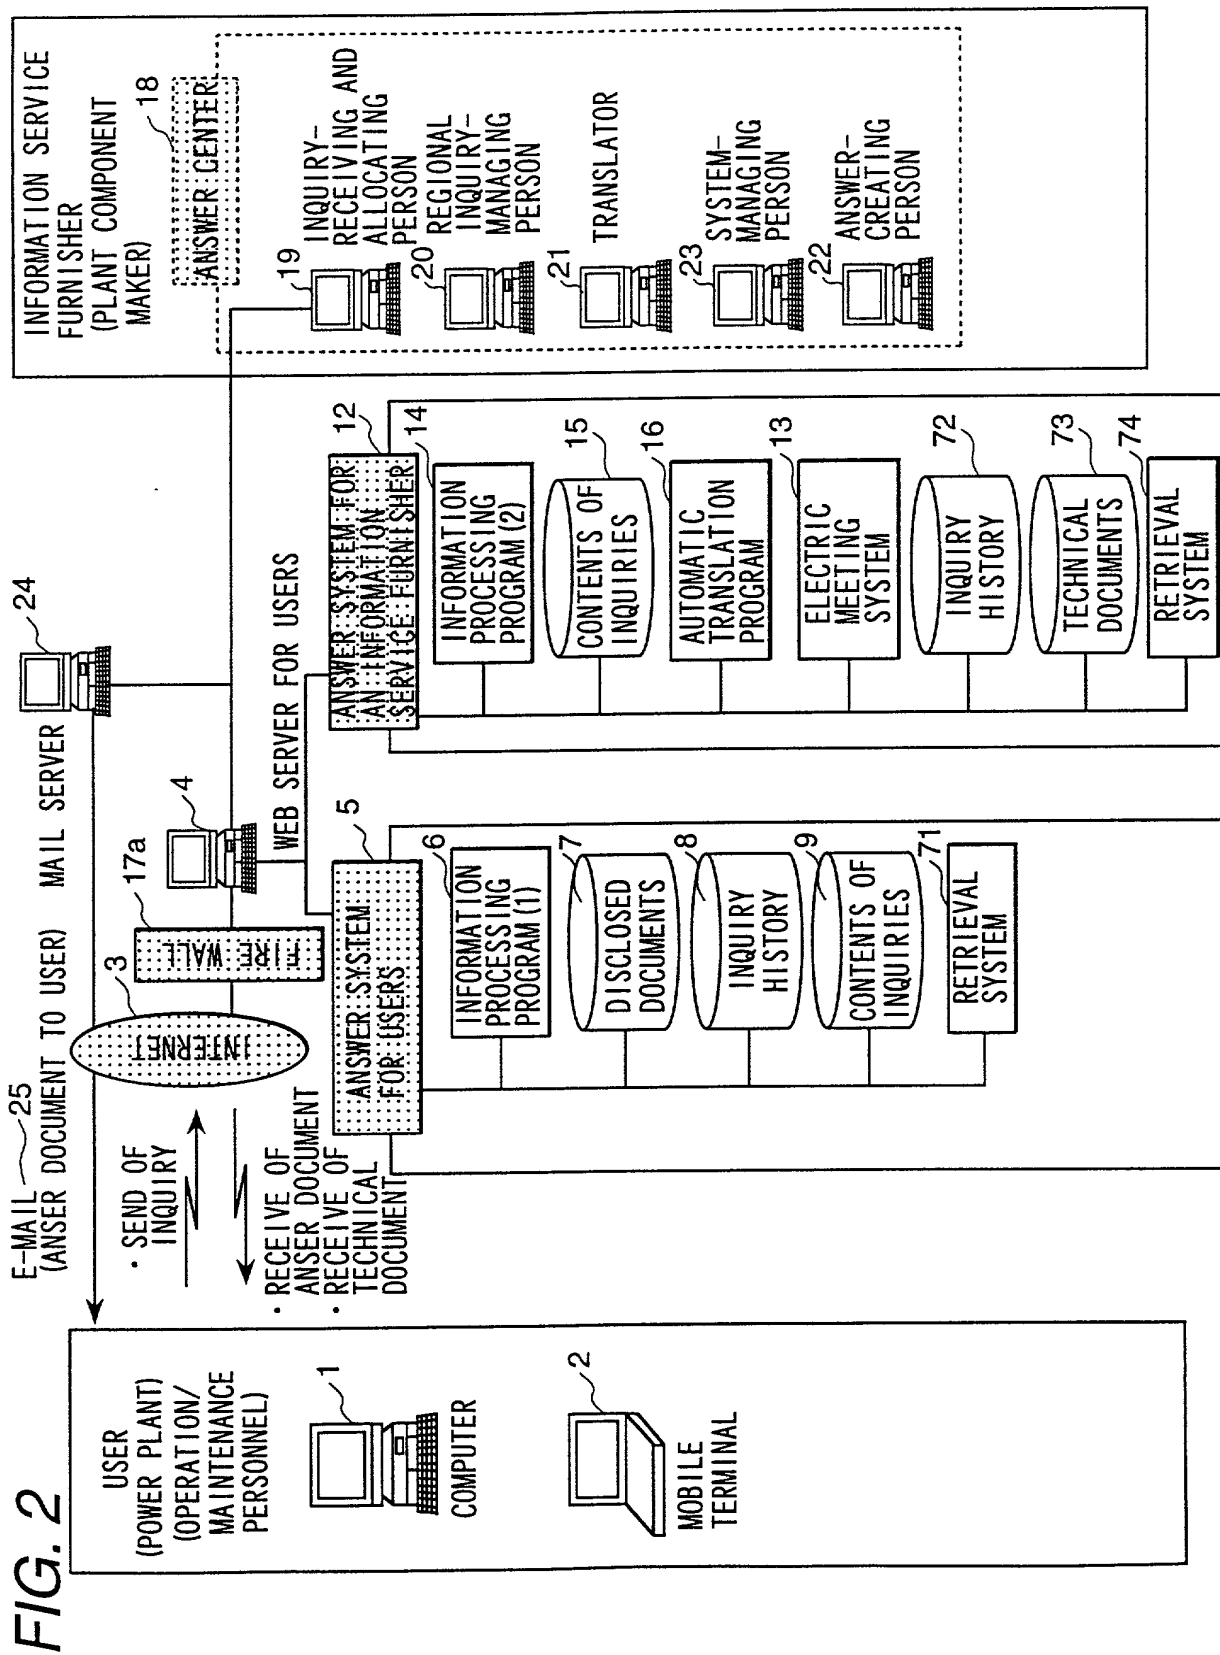 FIG. 2
USER
(POWER PLANT)
(OPERATION/
MAINTENANCE
PERSONNEL)
1
COMPUTER
2
MOBILE
TERMINAL
E-MAIL 25
(ANSER DOCUMENT TO USER)
MAIL SERVER
24
· SEND OF
INQUIRY
· RECEIVE OF
ANSER DOCUMENT
· RECEIVE OF
TECHNICAL
DOCUMENT
3
INTERNET
17a
FIRE WALL
4
WEB SERVER FOR USERS
5
ANSWER SYSTEM
FOR USERS
6
INFORMATION
PROCESSING
PROGRAM(1)
7
DISCLOSED
DOCUMENTS
8
INQUIRY
HISTORY
9
CONTENTS OF
INQUIRIES
71
RETRIEVAL
SYSTEM
12
ANSWER SYSTEM FOR
AN INFORMATION
SERVICE FURNISHER
14
INFORMATION
PROCESSING
PROGRAM(2)
15
CONTENTS OF
INQUIRIES
16
AUTOMATIC
TRANSLATION
PROGRAM
13
ELECTRIC
MEETING
SYSTEM
72
INQUIRY
HISTORY
73
TECHNICAL
DOCUMENTS
74
RETRIEVAL
SYSTEM
INFORMATION SERVICE
FURNISHER
(PLANT COMPONENT
MAKER)
18
ANSWER CENTER
19
INQUIRY-
RECEIVING AND
ALLOCATING
PERSON
20
REGIONAL
INQUIRY-
MANAGING
PERSON
21
TRANSLATOR
23
SYSTEM-
MANAGING
PERSON
22
ANSWER-
CREATING
PERSON